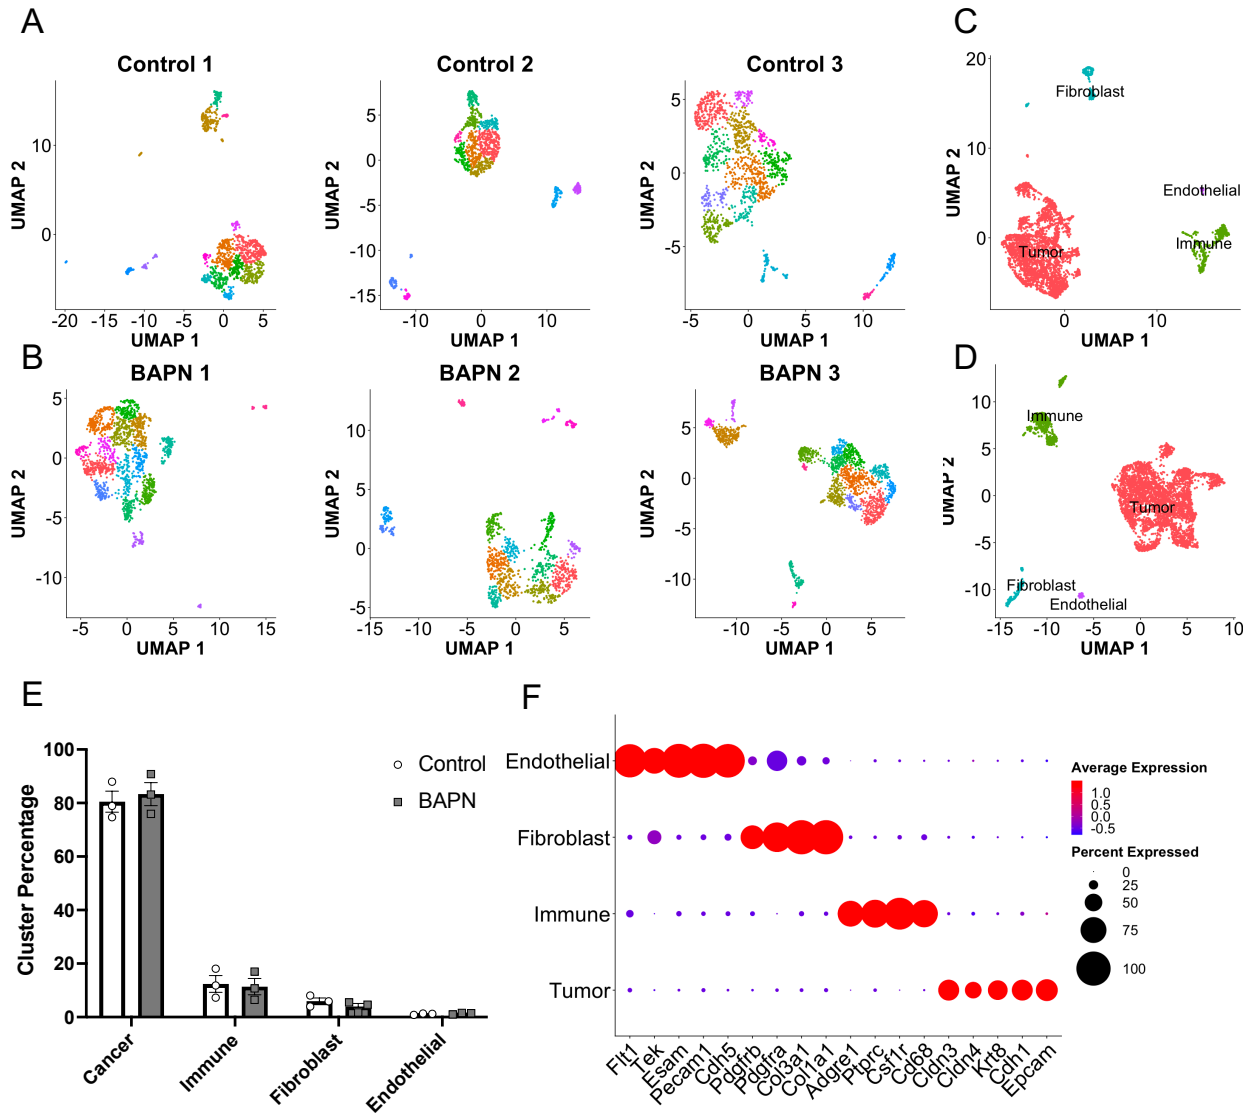 A
C
Control 1
Control 2
Control 3
UMAP 2
10
0
-20 -15 -10 -5 0 5
UMAP 1
UMAP 2
5
0
-5
-10
-15
-10 0 10
UMAP 1
UMAP 2
5
0
-5
-5 0 5 10
UMAP 1
UMAP 2
20
10
0
Fibroblast
Endothelial
Immune
Tumor
0 10
UMAP 1
B
D
BAPN 1
BAPN 2
BAPN 3
UMAP 2
5
0
-5
-10
-5 0 5 10 15
UMAP 1
UMAP 2
10
5
0
-5
-15 -10 -5 0 5
UMAP 1
UMAP 2
5
0
-5
-10
-10 -5 0 5
UMAP 1
UMAP 2
10
5
0
-5
-10
Immune
Tumor
Fibroblast
Endothelial
-15 -10 -5 0 5 10
UMAP 1
E
Cluster Percentage
100
80
60
40
20
0
Control
BAPN
Cancer
Immune
Fibroblast
Endothelial
F
Endothelial
Fibroblast
Immune
Tumor
Flt1
Tek
Esam
Pecam1
Cdh5
Pdgfrb
Pdgfra
Col3a1
Col1a1
Adgre1
Ptprc
Csf1r
Cd68
Cldn3
Cldn4
Krt8
Cdh1
Epcam
Average Expression
1.0
0.5
0.0
-0.5
Percent Expressed
0
25
50
75
100